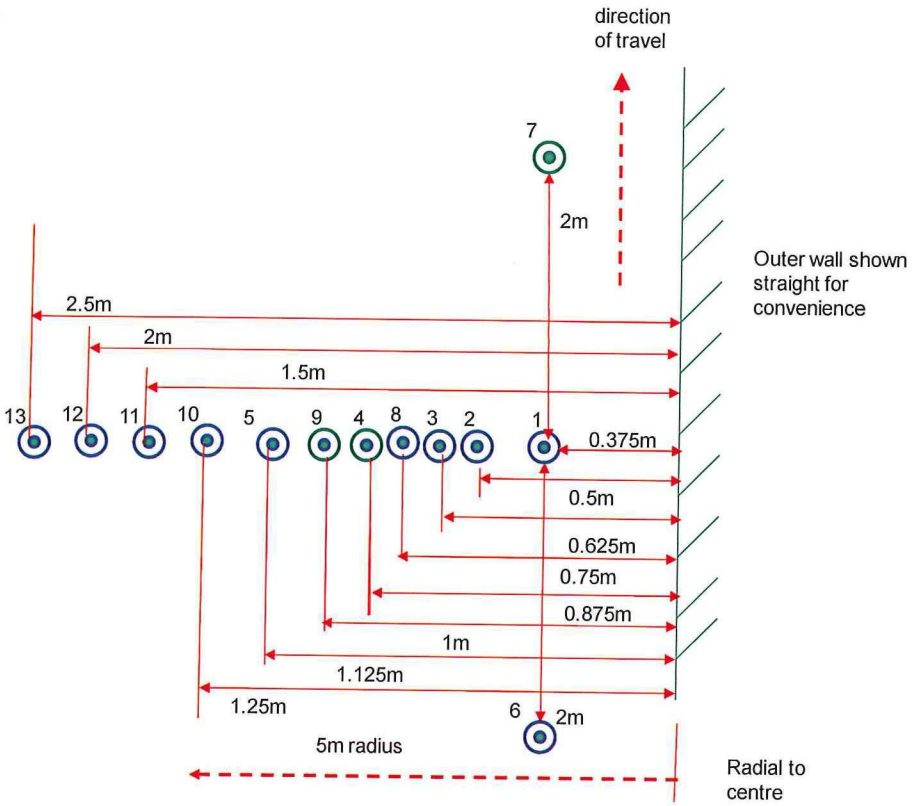 direction
of travel
7
2m
Outer wall shown
straight for
convenience
2.5m
2m
1.5m
13
12
11
10
5
9
4
8
3
2
1
0.375m
0.5m
0.625m
0.75m
0.875m
1m
1.125m
1.25m
6
2m
5m radius
Radial to
centre